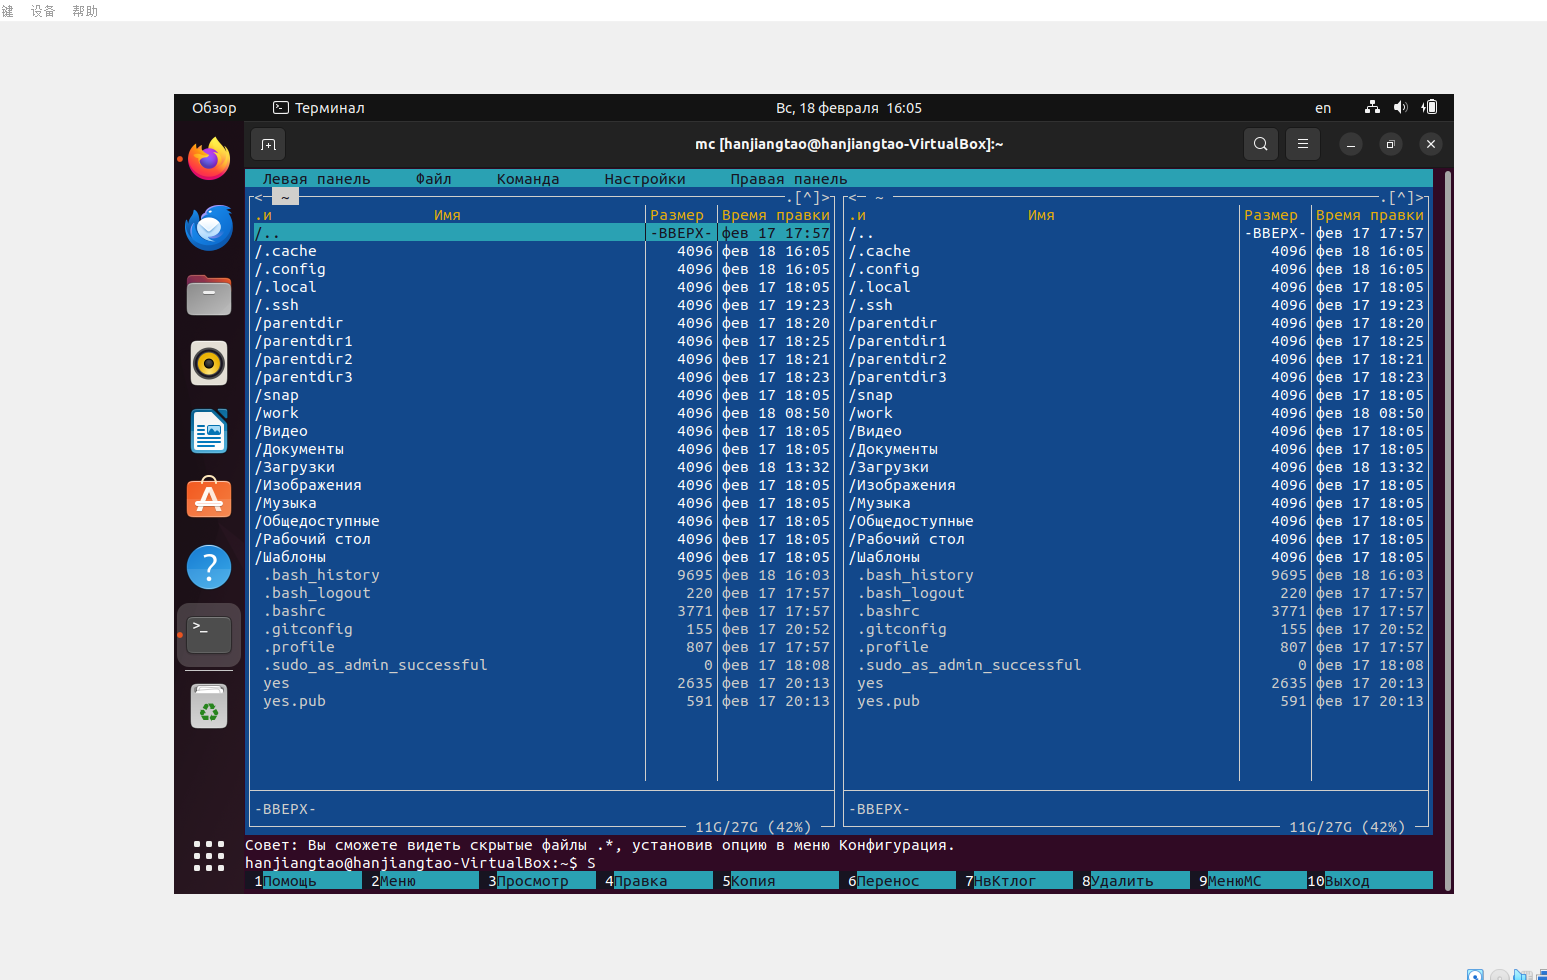 键 设备 帮助
Обзор Терминал Вс, 18 февраля 16:05 en
mc [hanjiangtao@hanjiangtao-VirtualBox]:~
Левая панель Файл Команда Настройки Правая панель
<─ ~ .[^]> <─ ~ .[^]>
.и Имя Размер Время правки .и Имя Размер Время правки
/.. -ВВЕРХ- фев 17 17:57 /.. -ВВЕРХ- фев 17 17:57
/.cache 4096 фев 18 16:05 /.cache 4096 фев 18 16:05
/.config 4096 фев 18 16:05 /.config 4096 фев 18 16:05
/.local 4096 фев 17 18:05 /.local 4096 фев 17 18:05
/.ssh 4096 фев 17 19:23 /.ssh 4096 фев 17 19:23
/parentdir 4096 фев 17 18:20 /parentdir 4096 фев 17 18:20
/parentdir1 4096 фев 17 18:25 /parentdir1 4096 фев 17 18:25
/parentdir2 4096 фев 17 18:21 /parentdir2 4096 фев 17 18:21
/parentdir3 4096 фев 17 18:23 /parentdir3 4096 фев 17 18:23
/snap 4096 фев 17 18:05 /snap 4096 фев 17 18:05
/work 4096 фев 18 08:50 /work 4096 фев 18 08:50
/Видео 4096 фев 17 18:05 /Видео 4096 фев 17 18:05
/Документы 4096 фев 17 18:05 /Документы 4096 фев 17 18:05
/Загрузки 4096 фев 18 13:32 /Загрузки 4096 фев 18 13:32
/Изображения 4096 фев 17 18:05 /Изображения 4096 фев 17 18:05
/Музыка 4096 фев 17 18:05 /Музыка 4096 фев 17 18:05
/Общедоступные 4096 фев 17 18:05 /Общедоступные 4096 фев 17 18:05
/Рабочий стол 4096 фев 17 18:05 /Рабочий стол 4096 фев 17 18:05
/Шаблоны 4096 фев 17 18:05 /Шаблоны 4096 фев 17 18:05
.bash_history 9695 фев 18 16:03 .bash_history 9695 фев 18 16:03
.bash_logout 220 фев 17 17:57 .bash_logout 220 фев 17 17:57
.bashrc 3771 фев 17 17:57 .bashrc 3771 фев 17 17:57
.gitconfig 155 фев 17 20:52 .gitconfig 155 фев 17 20:52
.profile 807 фев 17 17:57 .profile 807 фев 17 17:57
.sudo_as_admin_successful 0 фев 17 18:08 .sudo_as_admin_successful 0 фев 17 18:08
yes 2635 фев 17 20:13 yes 2635 фев 17 20:13
yes.pub 591 фев 17 20:13 yes.pub 591 фев 17 20:13
-ВВЕРХ- -ВВЕРХ-
11G/27G (42%) 11G/27G (42%)
Совет: Вы сможете видеть скрытые файлы .*, установив опцию в меню Конфигурация.
hanjiangtao@hanjiangtao-VirtualBox:~$ S
1Помощь 2Меню 3Просмотр 4Правка 5Копия 6Перенос 7НвКтлог 8Удалить 9МенюMC 10Выход